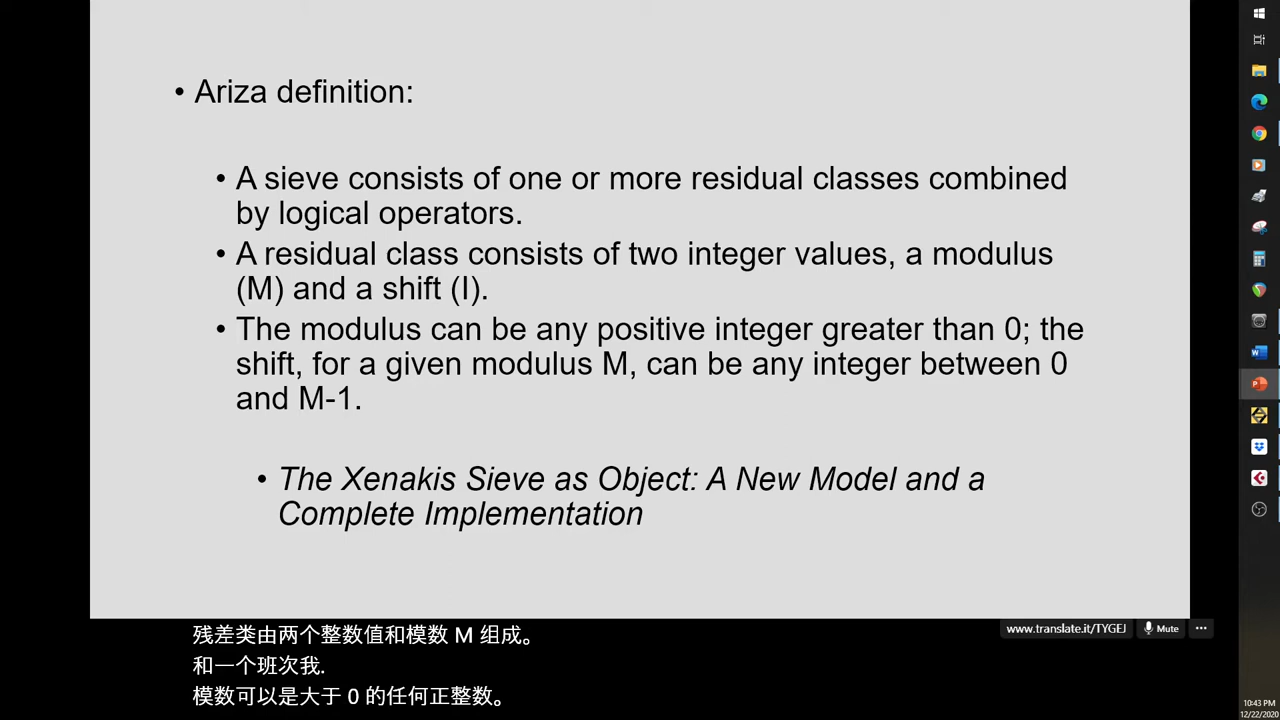 • Ariza definition:
• A sieve consists of one or more residual classes combined
by logical operators.
• A residual class consists of two integer values, a modulus
(M) and a shift (I).
• The modulus can be any positive integer greater than 0; the
shift, for a given modulus M, can be any integer between 0
and M-1.
• The Xenakis Sieve as Object: A New Model and a
Complete Implementation
残差类由两个整数值和模数 M 组成。
和一个班次我.
模数可以是大于 0 的任何正整数。
www.translate.it/TYGEJ Mute ...
10:43 PM
12/22/2020